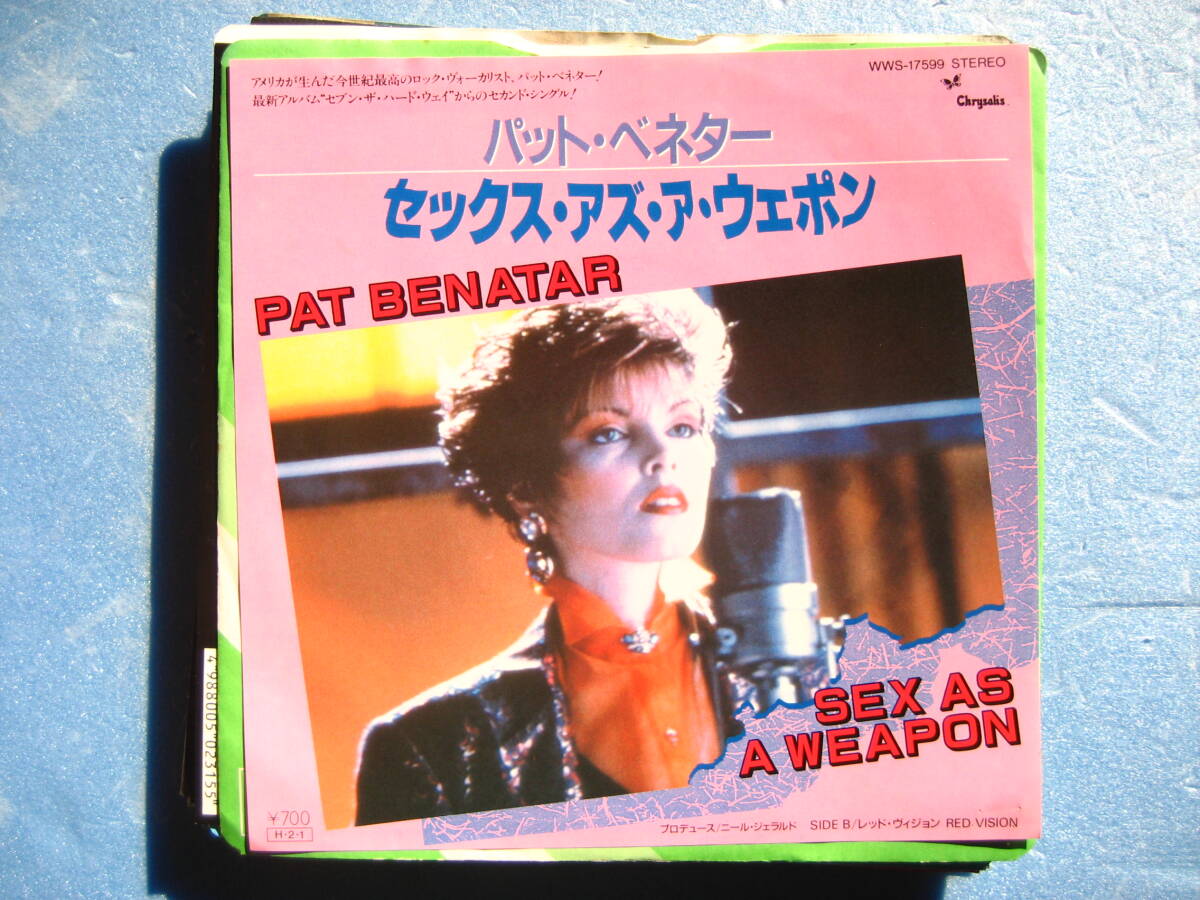 アメリカが生んだ今世紀最高のロック・ヴォーカリスト、パット・ベネター!
最新アルバム“セブン・ザ・ハード・ウェイ”からのセカンド・シングル!
WWS-17599 STEREO
Chrysalis
パット・ベネター
セックス・アズ・ア・ウェポン
PAT BENATAR
SEX AS
A WEAPON
4"988005"023155"
¥700
H・2・1
プロデュース/ニール・ジェラルド SIDE B/レッド・ヴィジョン RED VISION